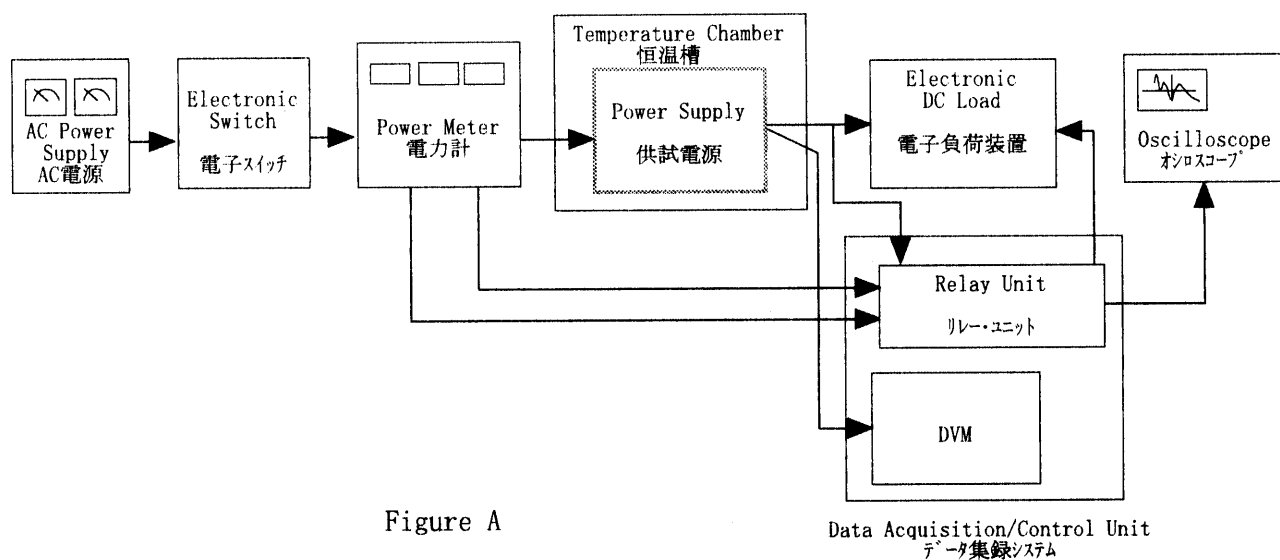 AC Power
Supply
AC電源
Electronic
Switch
電子スイッチ
Power Meter
電力計
Temperature Chamber
恒温槽
Power Supply
供試電源
Electronic
DC Load
電子負荷装置
Oscilloscope
オシロスコープ
Relay Unit
リレー・ユニット
DVM
Figure A
Data Acquisition/Control Unit
データ集録システム